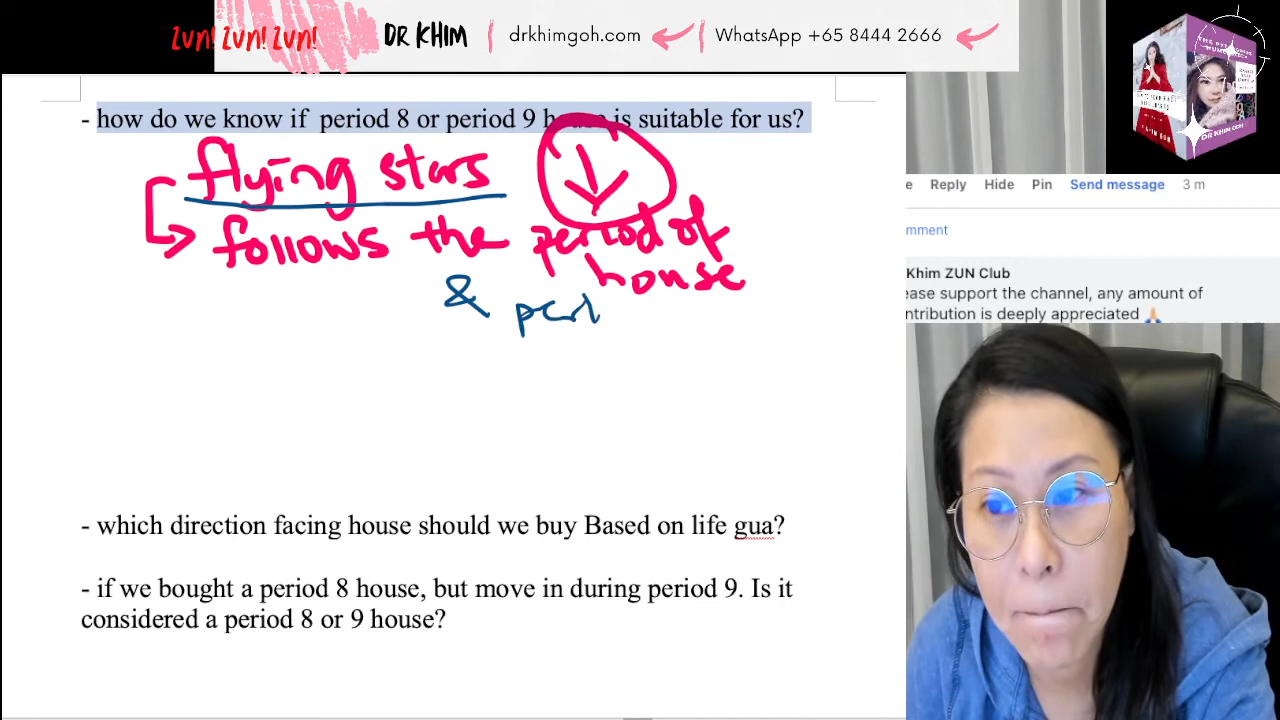 ZUN! ZUN! ZUN! DR KHIM | drkhimgoh.com | WhatsApp +65 8444 2666
- how do we know if period 8 or period 9 house is suitable for us?
flying stars
follows the period of
house
& peri
- which direction facing house should we buy Based on life gua?
- if we bought a period 8 house, but move in during period 9. Is it
considered a period 8 or 9 house?
DR KHIM GOH
e Reply Hide Pin Send message 3 m
mment
Khim ZUN Club
ease support the channel, any amount of
ntribution is deeply appreciated 🙏